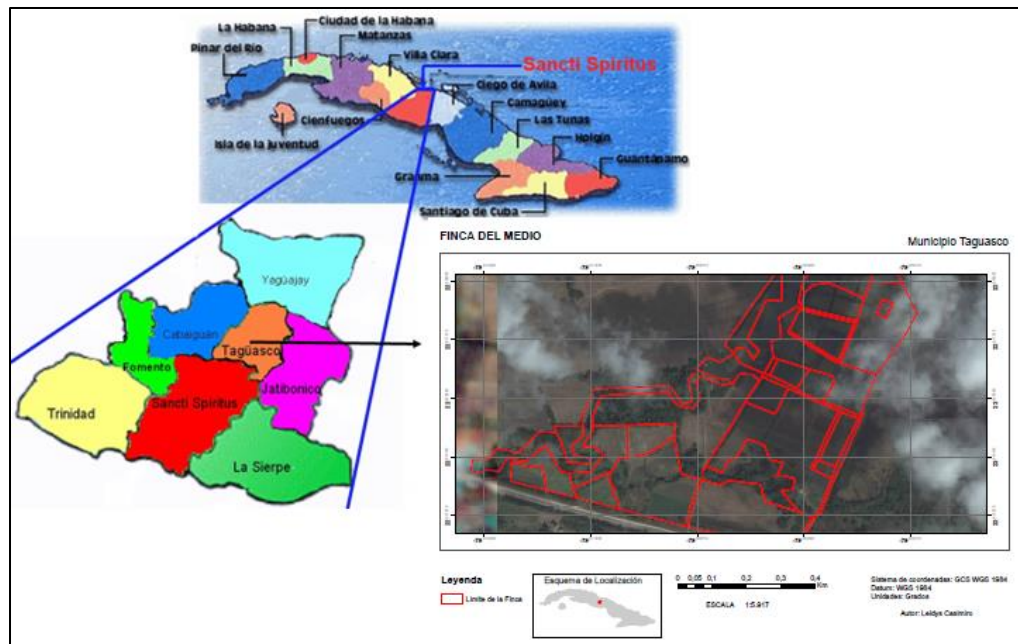 Ciudad de la Habana
La Habana
Matanzas
Pinar del Río
Villa Clara
Sancti Spiritus
Ciego de Avila
Camagüey
Cienfuegos
Las Tunas
Isla de la Juventud
Holgín
Guantánamo
Granma
Santiago de Cuba
FINCA DEL MEDIO
Municipio Taguasco
Yagüajay
Cabaiguán
Tagüasco
Fomento
Jatibonico
Sancti Spiritus
Trinidad
La Sierpe
Leyenda
Limite de la Finca
Esquema de Localización
0 0,05 0,1 0,2 0,3 0,4
Km
ESCALA 1:5.917
Sistema de coordenadas: GCS WGS 1984
Datum: WGS 1984
Unidades: Grados
Autor: Leidys Casimiro